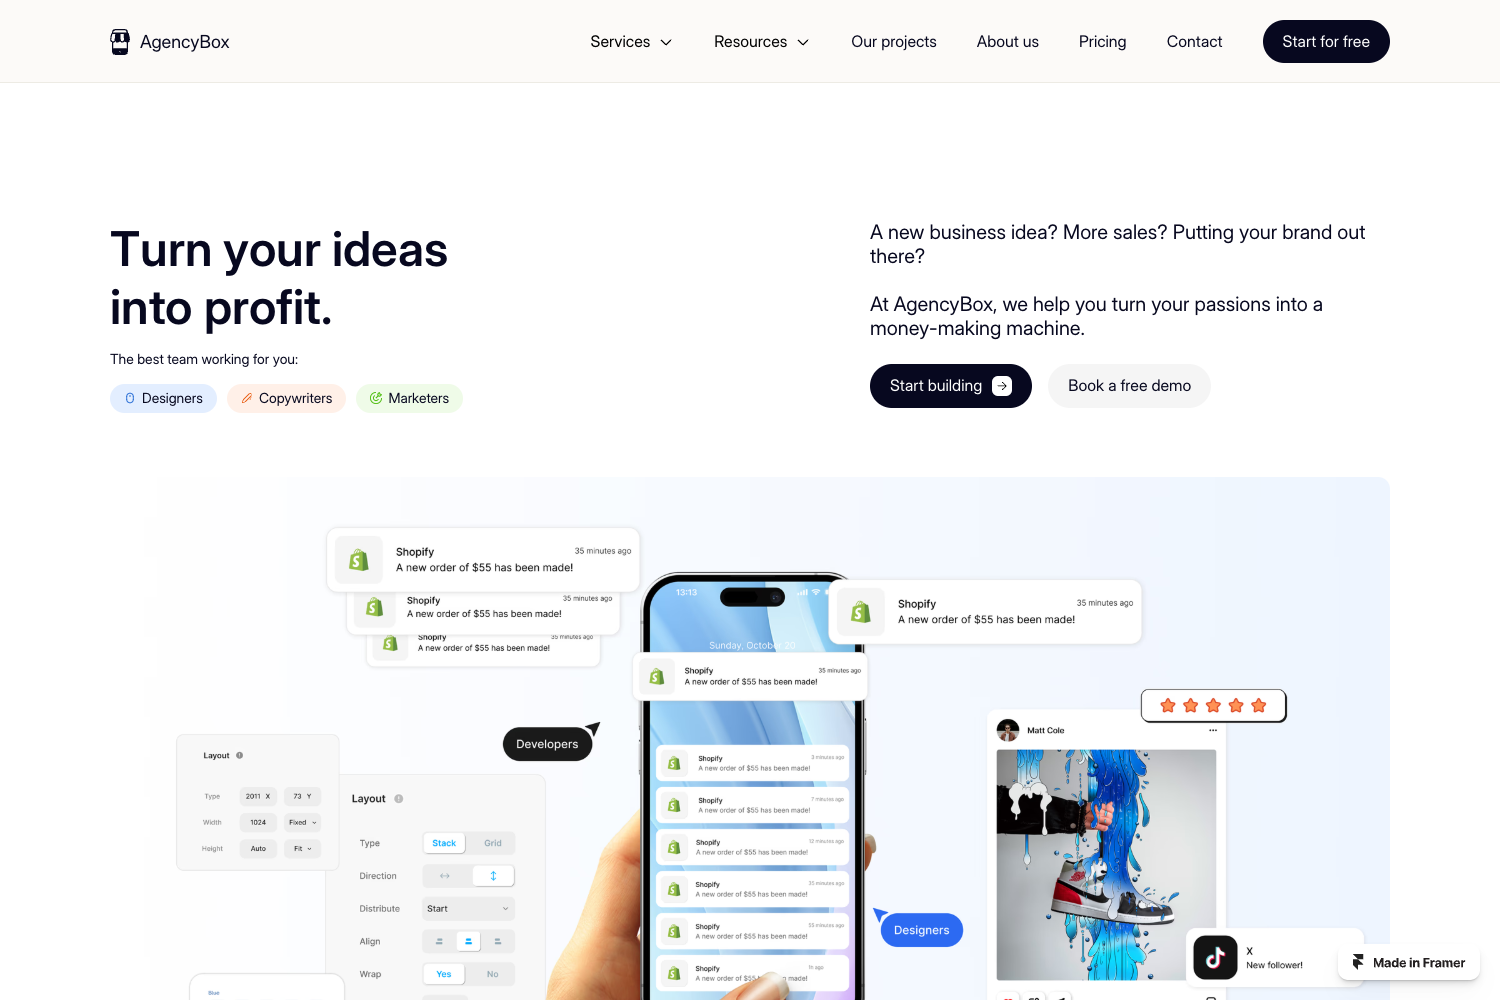 AgencyBox
Services
Resources
Our projects
About us
Pricing
Contact
Start for free
Turn your ideas
into profit.
The best team working for you:
Designers
Copywriters
Marketers
A new business idea? More sales? Putting your brand out
there?
At AgencyBox, we help you turn your passions into a
money-making machine.
Start building
Book a free demo
Shopify
35 minutes ago
A new order of $55 has been made!
Shopify
35 minutes ago
A new order of $55 has been made!
Shopify
35 minutes ago
A new order of $55 has been made!
13:13
Sunday, October 20
Shopify
35 minutes ago
A new order of $55 has been made!
Shopify
35 minutes ago
A new order of $55 has been made!
Developers
Layout
Type
2011 X
73 Y
Width
1024
Fixed
Height
Auto
Fit
Layout
Type
Stack
Grid
Direction
Distribute
Start
Align
Wrap
Yes
No
Blue
Shopify
3 minutes ago
A new order of $55 has been made!
Shopify
7 minutes ago
A new order of $55 has been made!
Shopify
12 minutes ago
A new order of $55 has been made!
Shopify
35 minutes ago
A new order of $55 has been made!
Shopify
55 minutes ago
A new order of $55 has been made!
Shopify
1h ago
A new order of $55 has been made!
Designers
Matt Cole
X
New follower!
Made in Framer